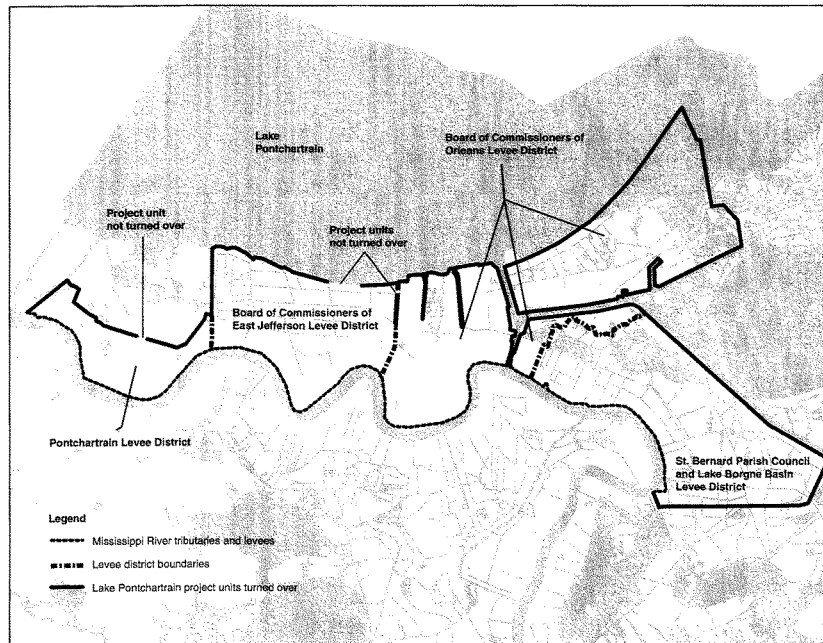 Lake
Pontchartrain
Board of Commissioners of
Orleans Levee District
Project unit
not turned over
Project units
not turned over
Board of Commissioners of
East Jefferson Levee District
Pontchartrain Levee District
St. Bernard Parish Council
and Lake Borgne Basin
Levee District
Legend
Mississippi River tributaries and levees
Levee district boundaries
Lake Pontchartrain project units turned over